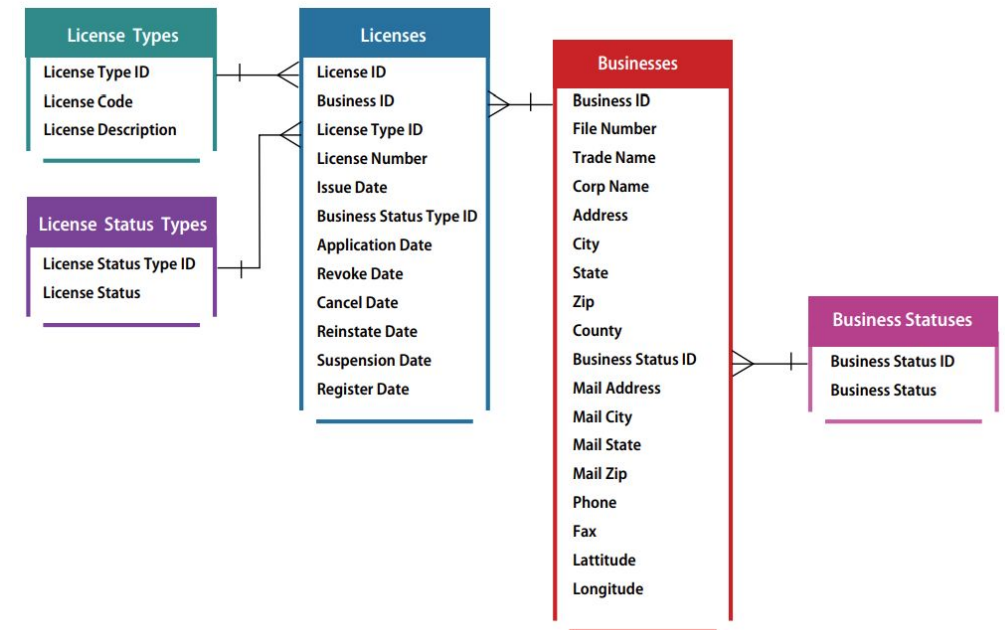 License Types
License Type ID
License Code
License Description
License Status Types
License Status Type ID
License Status
Licenses
License ID
Business ID
License Type ID
License Number
Issue Date
Business Status Type ID
Application Date
Revoke Date
Cancel Date
Reinstate Date
Suspension Date
Register Date
Businesses
Business ID
File Number
Trade Name
Corp Name
Address
City
State
Zip
County
Business Status ID
Mail Address
Mail City
Mail State
Mail Zip
Phone
Fax
Lattitude
Longitude
Business Statuses
Business Status ID
Business Status